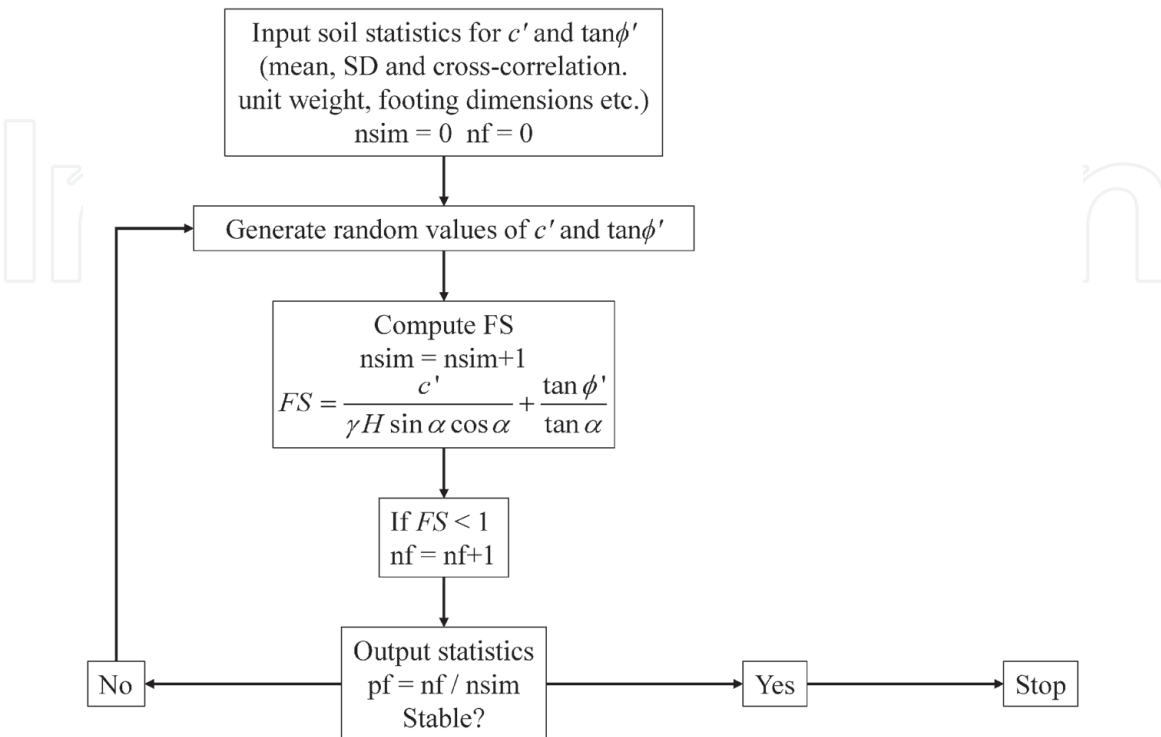 Input soil statistics for c′ and tanϕ′
(mean, SD and cross-correlation.
unit weight, footing dimensions etc.)
nsim = 0 nf = 0
Generate random values of c′ and tanϕ′
Compute FS
nsim = nsim+1
FS = c' / (γ H sin α cos α) + tan ϕ' / tan α
If FS < 1
nf = nf+1
Output statistics
pf = nf / nsim
Stable?
No
Yes
Stop